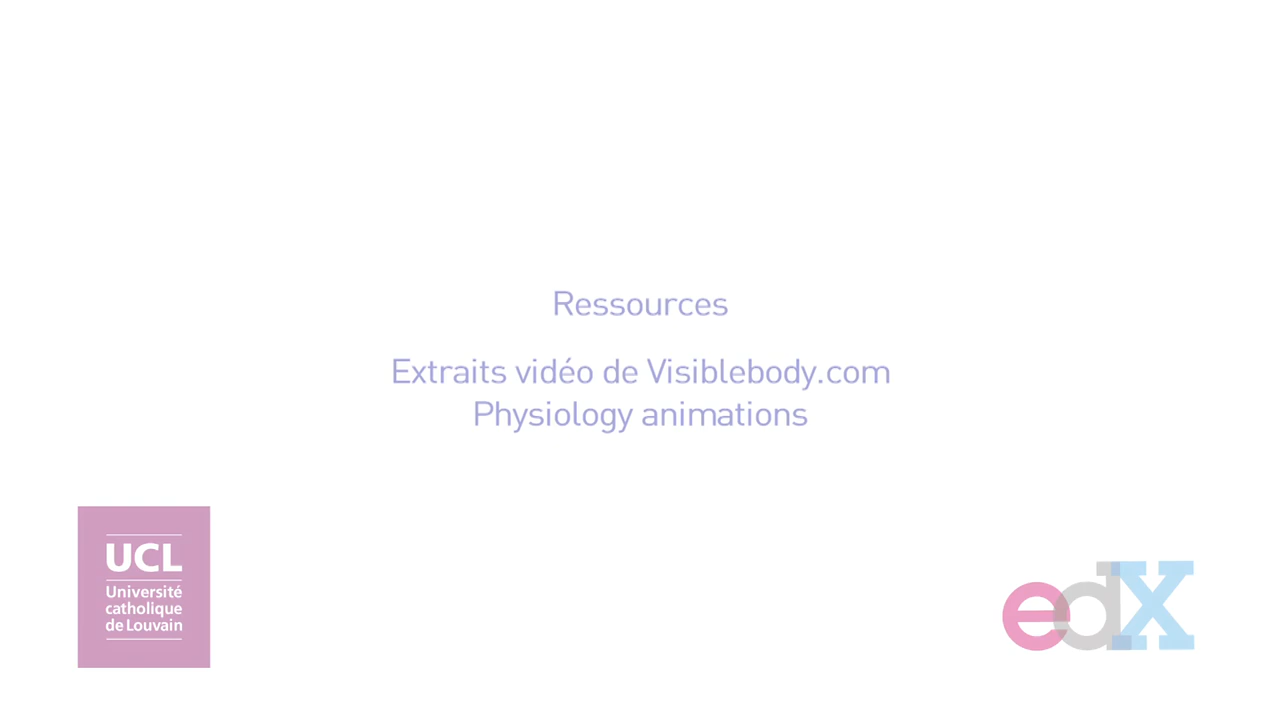 Ressources
Extraits vidéo de Visiblebody.com
Physiology animations
UCL
Université
catholique
de Louvain
edX